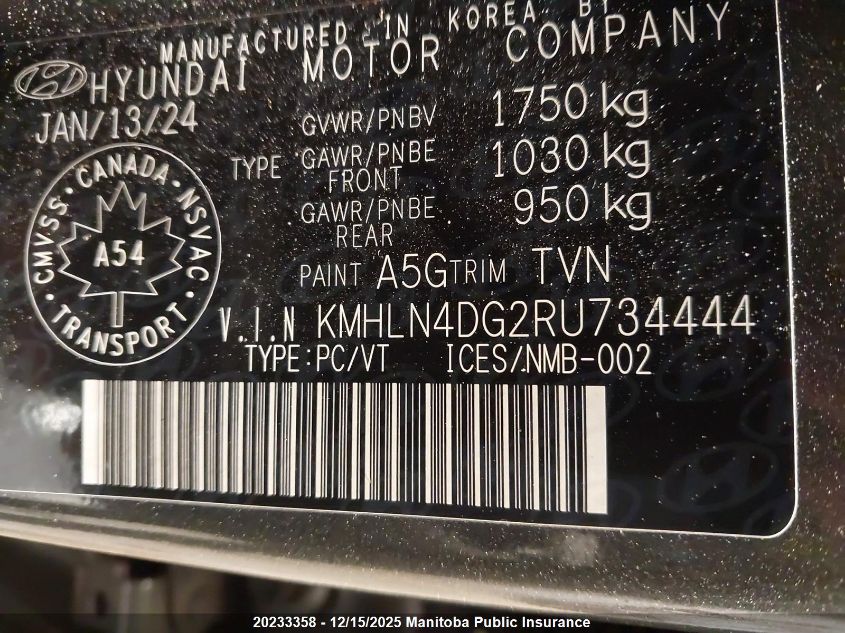 MANUFACTURED IN KOREA BY
HYUNDAI MOTOR COMPANY
JAN/13/24
GVWR/PNBV 1750 kg
TYPE GAWR/PNBE FRONT 1030 kg
GAWR/PNBE REAR 950 kg
CMVSS · CANADA · NSVAC
A54
TRANSPORT
PAINT A5G TRIM TVN
V.I.N KMHLN4DG2RU734444
TYPE:PC/VT ICES/NMB-002
20233358 - 12/15/2025 Manitoba Public Insurance